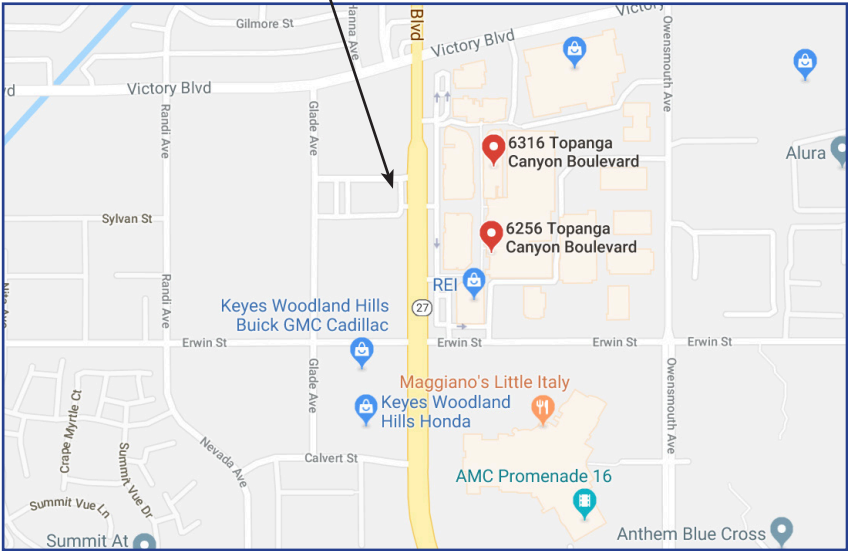 Gilmore St
Hanna Ave
Blvd
Victory Blvd
Victory
Owensmouth Ave
vd
Victory Blvd
Randi Ave
Glade Ave
6316 Topanga
Canyon Boulevard
Alura
Sylvan St
6256 Topanga
Canyon Boulevard
REI
Randi Ave
Keyes Woodland Hills
Buick GMC Cadillac
27
Erwin St
Erwin St
Erwin St
Erwin St
Glade Ave
Owensmouth Ave
Maggiano's Little Italy
Keyes Woodland
Hills Honda
Crape Myrtle Ct
Nevada Ave
Summit Vue Dr
Calvert St
AMC Promenade 16
Summit Vue Ln
Summit At
Anthem Blue Cross